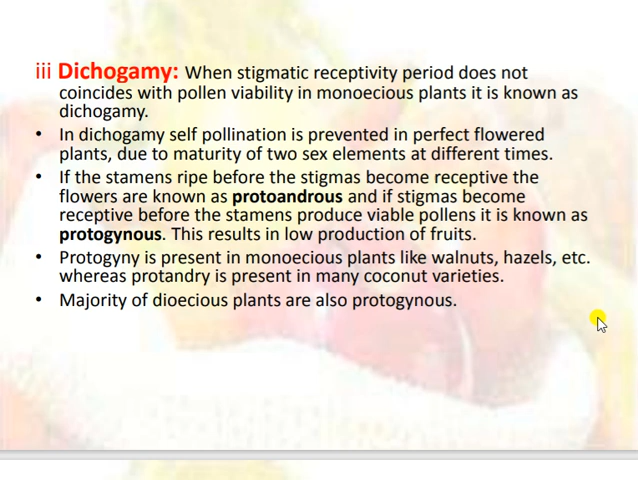 iii Dichogamy: When stigmatic receptivity period does not
coincides with pollen viability in monoecious plants it is known as
dichogamy.
• In dichogamy self pollination is prevented in perfect flowered
plants, due to maturity of two sex elements at different times.
• If the stamens ripe before the stigmas become receptive the
flowers are known as protoandrous and if stigmas become
receptive before the stamens produce viable pollens it is known as
protogynous. This results in low production of fruits.
• Protogyny is present in monoecious plants like walnuts, hazels, etc.
whereas protandry is present in many coconut varieties.
• Majority of dioecious plants are also protogynous.